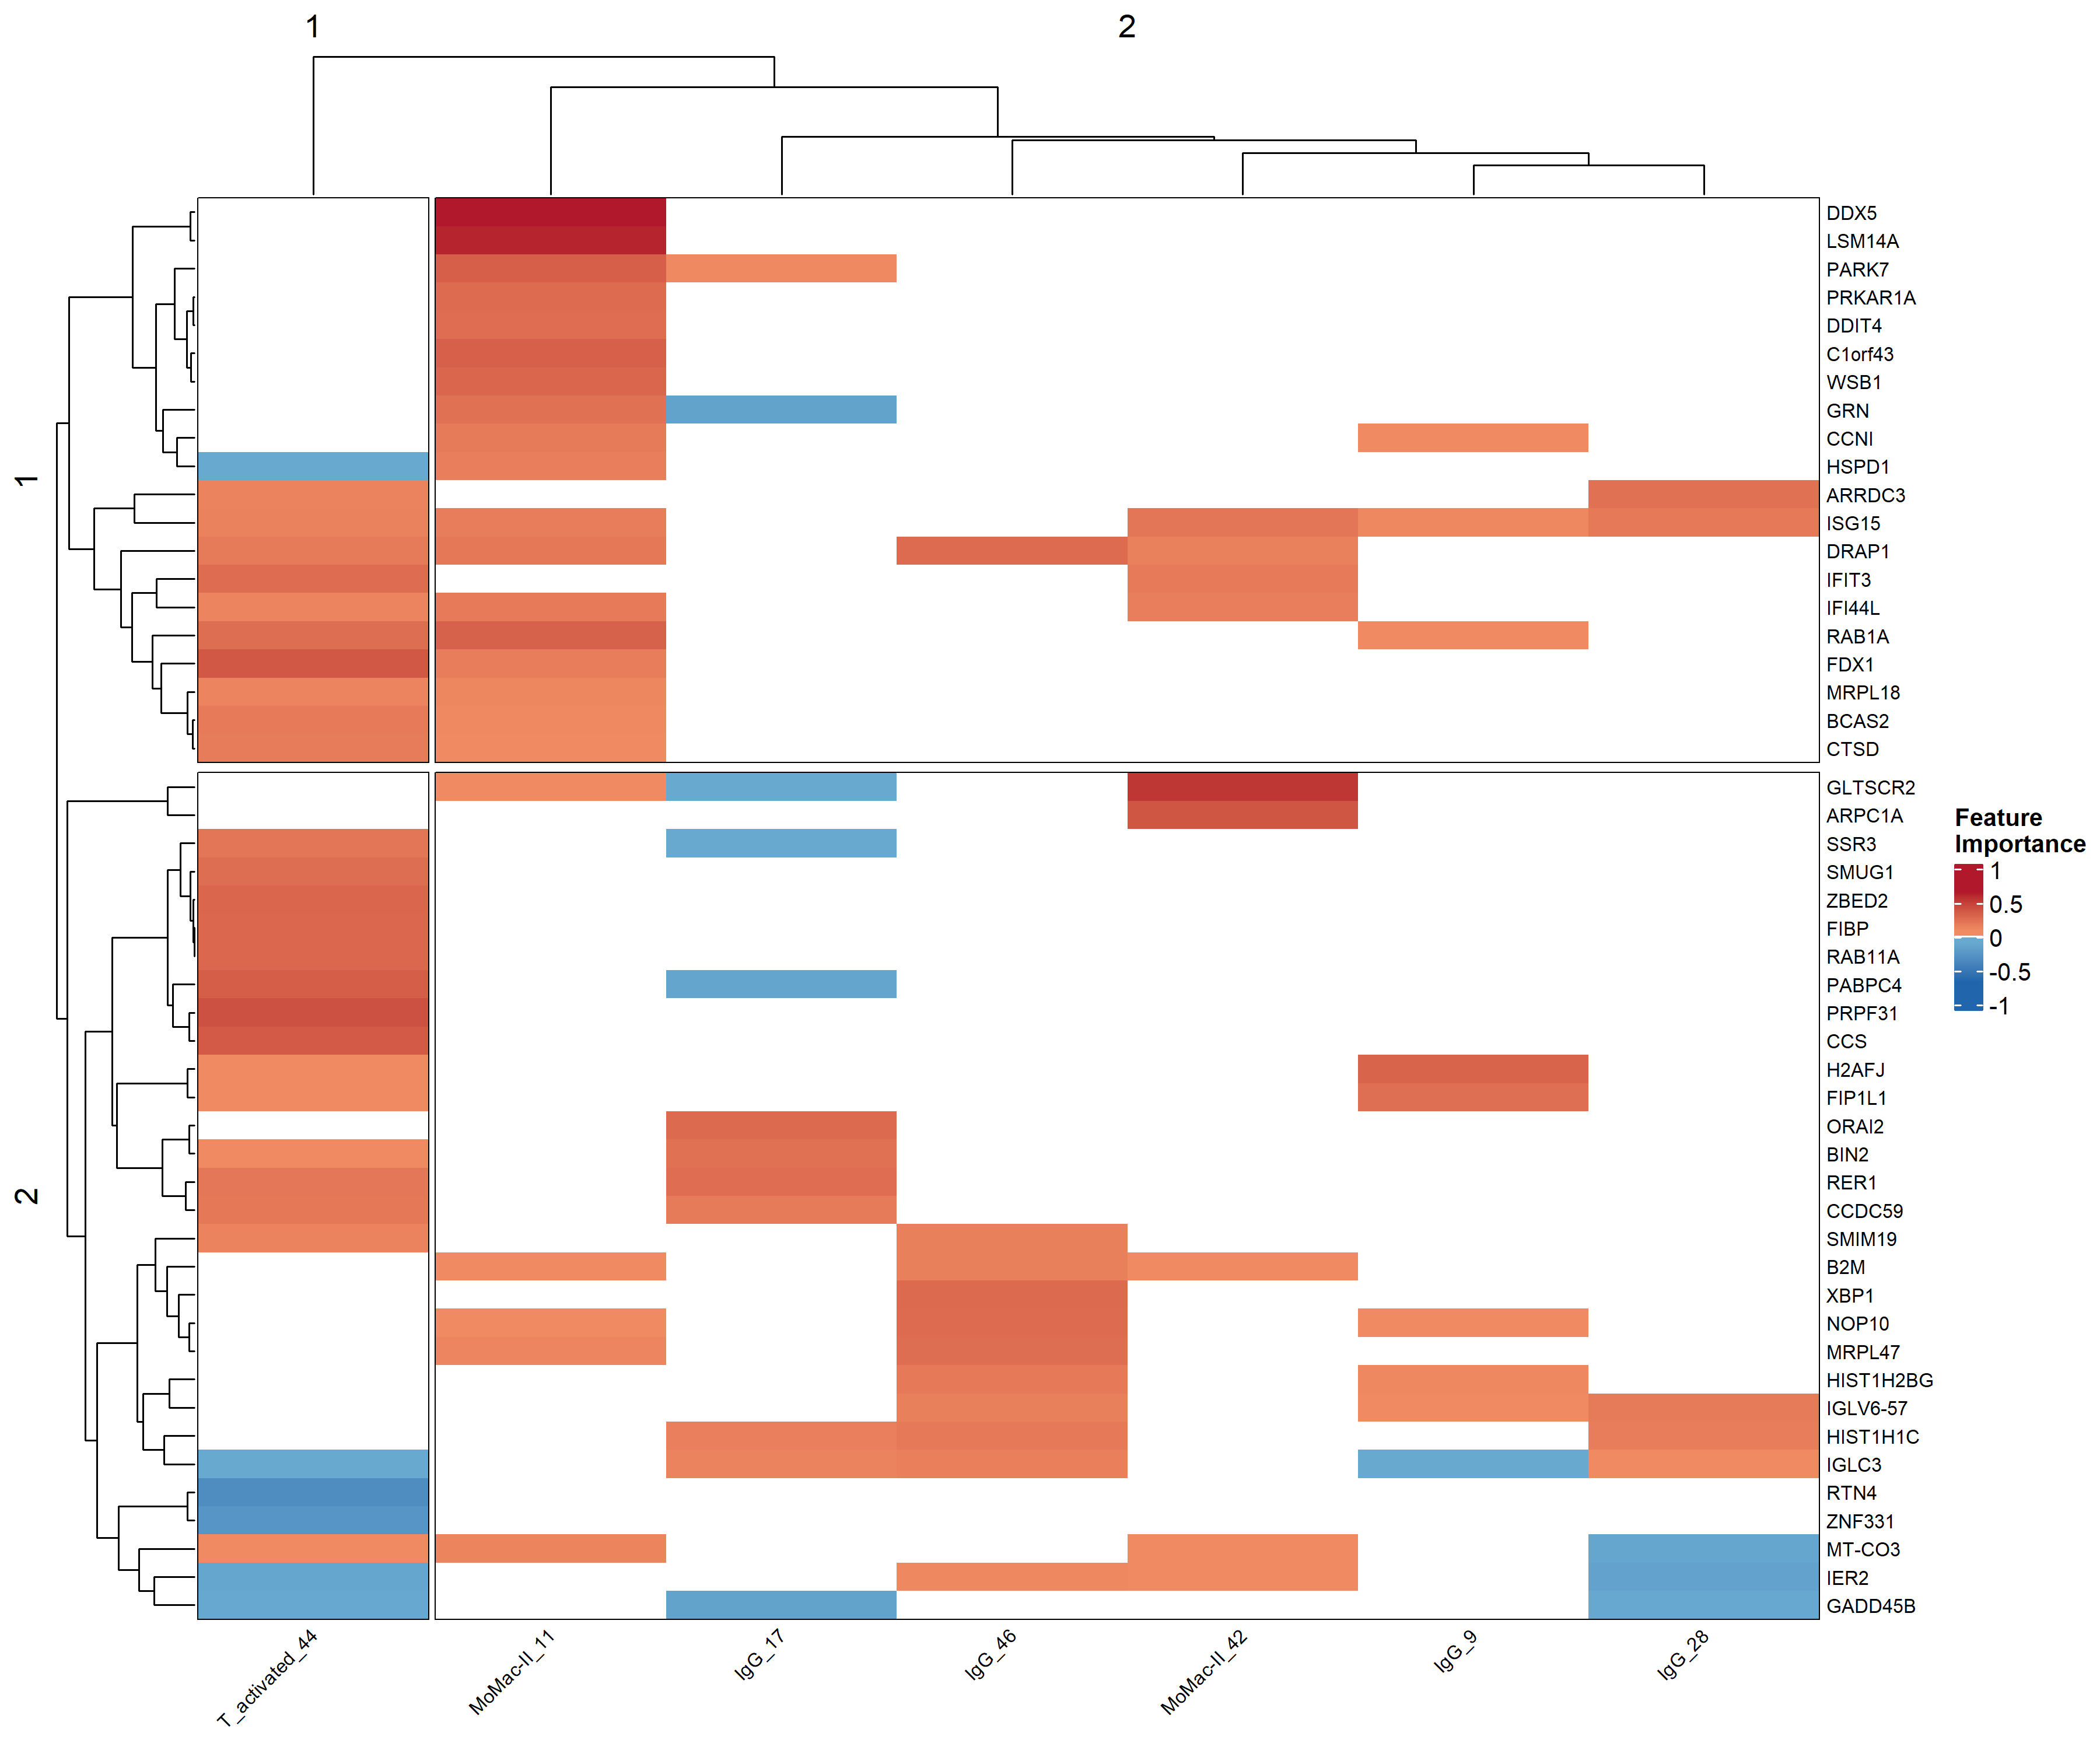 1
2
1
2
DDX5
LSM14A
PARK7
PRKAR1A
DDIT4
C1orf43
WSB1
GRN
CCNI
HSPD1
ARRDC3
ISG15
DRAP1
IFIT3
IFI44L
RAB1A
FDX1
MRPL18
BCAS2
CTSD
GLTSCR2
ARPC1A
SSR3
SMUG1
ZBED2
FIBP
RAB11A
PABPC4
PRPF31
CCS
H2AFJ
FIP1L1
ORAI2
BIN2
RER1
CCDC59
SMIM19
B2M
XBP1
NOP10
MRPL47
HIST1H2BG
IGLV6-57
HIST1H1C
IGLC3
RTN4
ZNF331
MT-CO3
IER2
GADD45B
Feature
Importance
1
0.5
0
-0.5
-1
T_activated_44
MoMac-II_11
IgG_17
IgG_46
MoMac-II_42
IgG_9
IgG_28